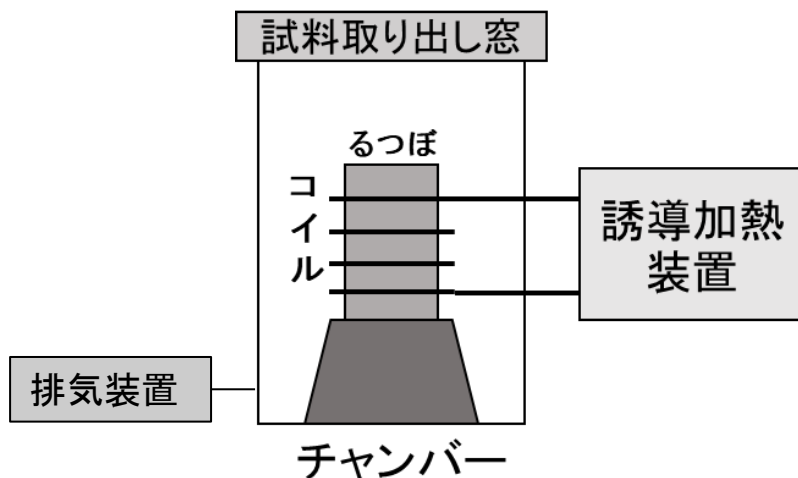 試料取り出し窓
るつぼ
コイル
誘導加熱
装置
排気装置
チャンバー